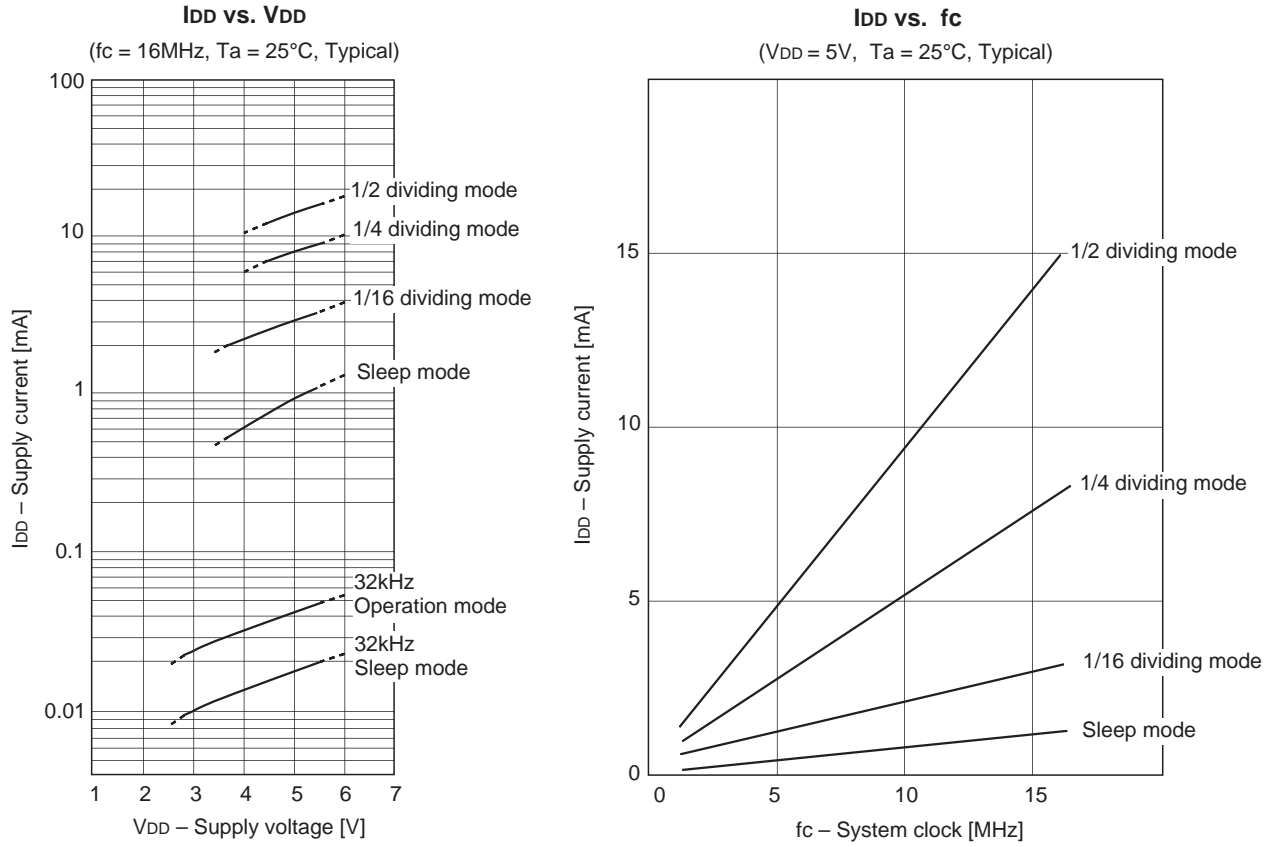 IDD vs. VDD
(fc = 16MHz, Ta = 25°C, Typical)
100
10
1
0.1
0.01
IDD – Supply current [mA]
1/2 dividing mode
1/4 dividing mode
1/16 dividing mode
Sleep mode
32kHz
Operation mode
32kHz
Sleep mode
1 2 3 4 5 6 7
VDD – Supply voltage [V]
IDD vs. fc
(VDD = 5V, Ta = 25°C, Typical)
15
10
5
0
IDD – Supply current [mA]
1/2 dividing mode
1/4 dividing mode
1/16 dividing mode
Sleep mode
0 5 10 15
fc – System clock [MHz]